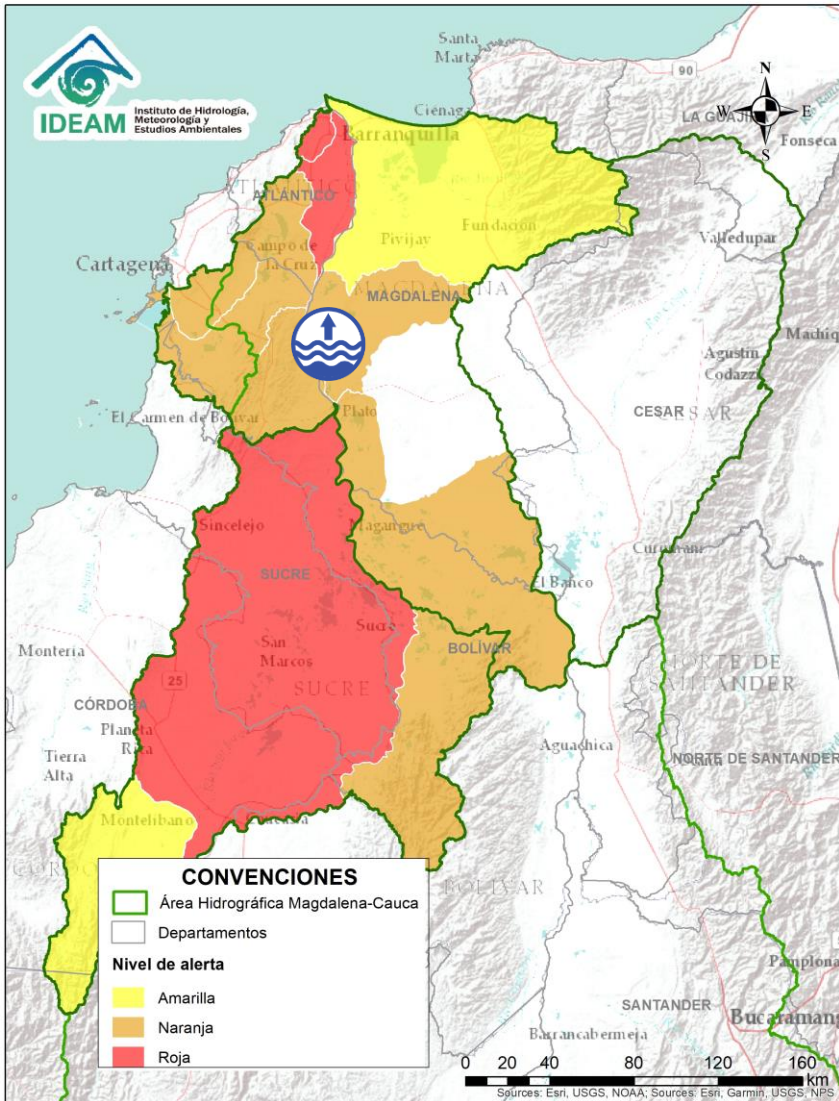 IDEAM
Instituto de Hidrología,
Meteorología y
Estudios Ambientales
Santa
Marta
90
N
W
E
S
LA GUAJI
Ciénaga
Fonseca
Barranquilla
ATLÁNTICO
Fundación
Valledupar
Pivijay
Campo de
la Cruz
Cartagena
MAGDALENA
Machiq
Agustín
Codazzi
El Carmen de Bolívar
Plato
CESAR
Sincelejo
Magangué
Curumaní
SUCRE
El Banco
Sucre
Montería
San
Marcos
BOLÍVAR
NORTE DE
SANTANDER
25
SUCRE
CÓRDOBA
Planeta
Rica
Aguachica
NORTE DE SANTANDER
Tierra
Alta
Montelíbano
Caucasia
BOLÍVAR
CONVENCIONES
Área Hidrográfica Magdalena-Cauca
Departamentos
Nivel de alerta
Amarilla
Naranja
Roja
Pamplona
SANTANDER
Bucaramang
Barrancabermeja
0 20 40 80 120 160
km
Sources: Esri, USGS, NOAA; Sources: Esri, Garmin, USGS, NPS